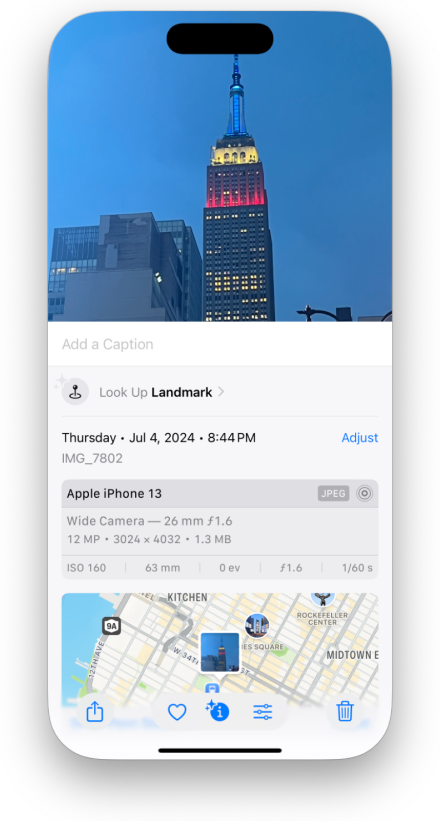 Add a Caption
Look Up Landmark
Thursday • Jul 4, 2024 • 8:44 PM
Adjust
IMG_7802
Apple iPhone 13
JPEG
Wide Camera — 26 mm ƒ1.6
12 MP • 3024 × 4032 • 1.3 MB
ISO 160
63 mm
0 ev
ƒ1.6
1/60 s
KITCHEN
ROCKEFELLER
CENTER
9A
12TH AVE
W 34T
ES SQUARE
MIDTOWN E